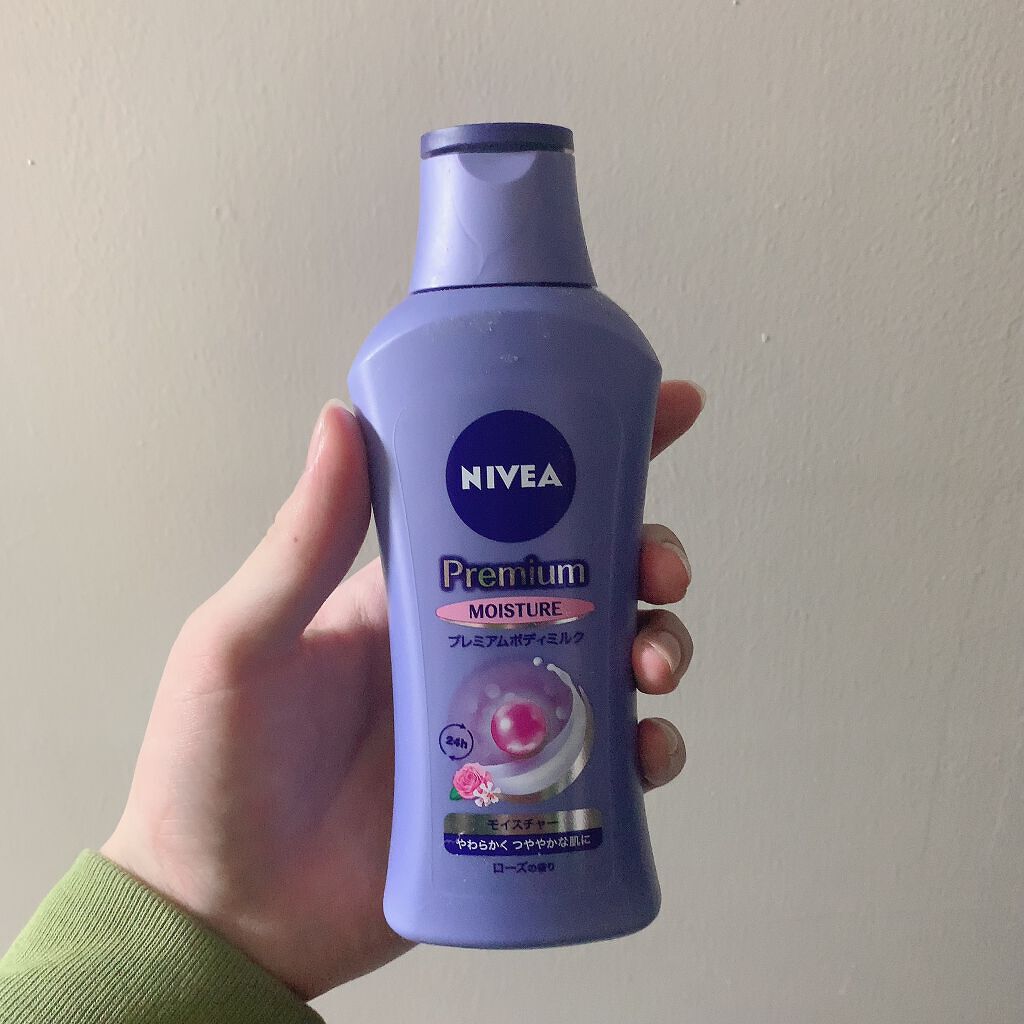 NIVEA
Premium
MOISTURE
プレミアムボディミルク
24h
モイスチャー
やわらかく つややかな肌に
ローズの香り